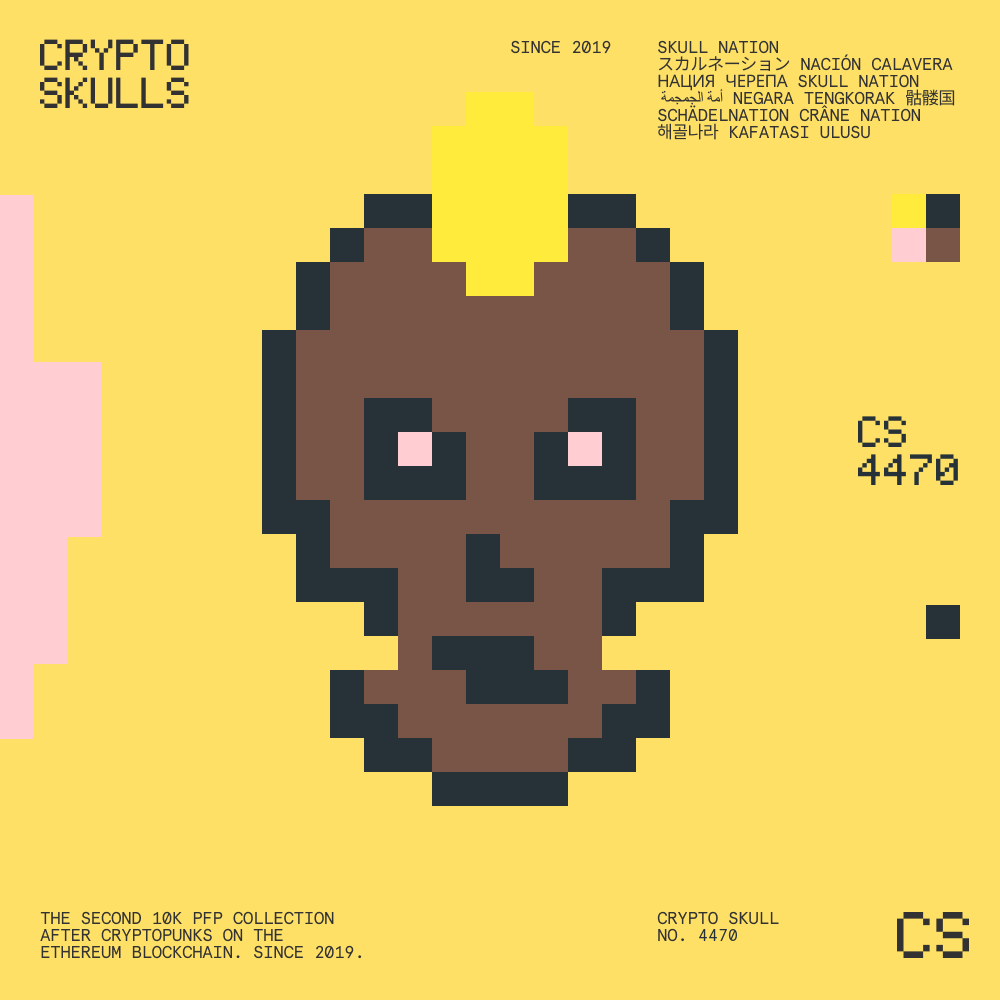 CRYPTO
SKULLS
SINCE 2019
SKULL NATION
スカルネーション NACIÓN CALAVERA
НАЦИЯ ЧЕРЕПА SKULL NATION
أمة الجمجمة NEGARA TENGKORAK 骷髅国
SCHÄDELNATION CRÂNE NATION
해골나라 KAFATASI ULUSU
CS
4470
THE SECOND 10K PFP COLLECTION
AFTER CRYPTOPUNKS ON THE
ETHEREUM BLOCKCHAIN. SINCE 2019.
CRYPTO SKULL
NO. 4470
CS